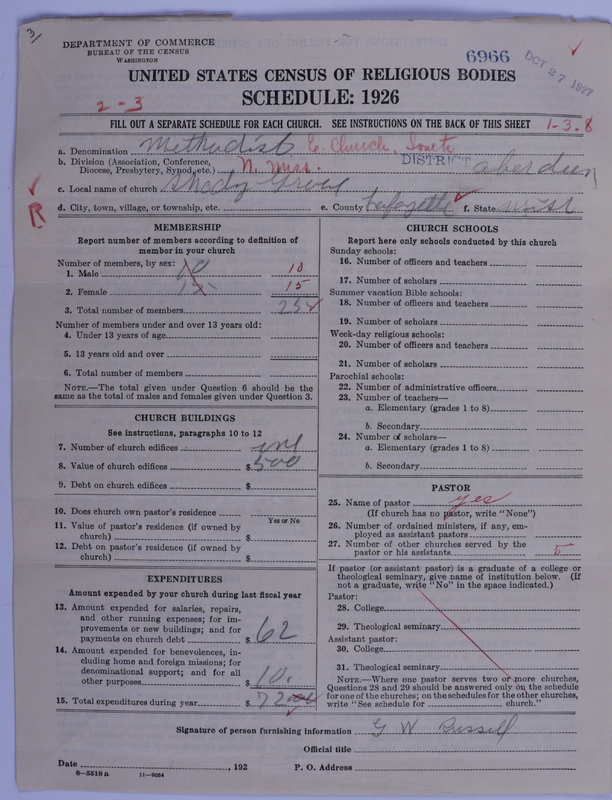 3/
DEPARTMENT OF COMMERCE
BUREAU OF THE CENSUS
WASHINGTON
6966
OCT 27 1927
UNITED STATES CENSUS OF RELIGIOUS BODIES
2-3
SCHEDULE: 1926
FILL OUT A SEPARATE SCHEDULE FOR EACH CHURCH. SEE INSTRUCTIONS ON THE BACK OF THIS SHEET
1-3.8
a. Denomination Methodist E. Church, South
b. Division (Association, Conference, Diocese, Presbytery, Synod, etc.) N. Miss. DISTRICT Aberdeen
c. Local name of church Shady Grove
R
d. City, town, village, or township, etc. e. County Lafayette f. State Miss
MEMBERSHIP
Report number of members according to definition of member in your church
Number of members, by sex:
1. Male 10 10
2. Female 15 15
3. Total number of members 25
Number of members under and over 13 years old:
4. Under 13 years of age
5. 13 years old and over
6. Total number of members
NOTE.—The total given under Question 6 should be
same as the total of males and females given under Question 3.
CHURCH BUILDINGS
See instructions, paragraphs 10 to 12
7. Number of church edifices one
8. Value of church edifices $ 500
9. Debt on church edifices $
10. Does church own pastor's residence
Yes or No
11. Value of pastor's residence (if owned by
church) $
12. Debt on pastor's residence (if owned by
church) $
EXPENDITURES
Amount expended by your church during last fiscal year
13. Amount expended for salaries, repairs,
and other running expenses; for im-
provements or new buildings; and for
payments on church debt $ 62
14. Amount expended for benevolences, in-
cluding home and foreign missions; for
denominational support; and for all
other purposes $ 10.
15. Total expenditures during year $ 72
CHURCH SCHOOLS
Report here only schools conducted by this church
Sunday schools:
16. Number of officers and teachers
17. Number of scholars
Summer vacation Bible schools:
18. Number of officers and teachers
19. Number of scholars
Week-day religious schools:
20. Number of officers and teachers
21. Number of scholars
Parochial schools:
22. Number of administrative officers
23. Number of teachers—
a. Elementary (grades 1 to 8)
b. Secondary
24. Number of scholars—
a. Elementary (grades 1 to 8)
b. Secondary
PASTOR
25. Name of pastor yes
(If church has no pastor, write "None")
26. Number of ordained ministers, if any, em-
ployed as assistant pastors
27. Number of other churches served by the
pastor or his assistants 5
If pastor (or assistant pastor) is a graduate of a college or
theological seminary, give name of institution below. (If
not a graduate, write "No" in the space indicated.)
Pastor:
28. College
29. Theological seminary
Assistant pastor:
30. College
31. Theological seminary
NOTE.—Where one pastor serves two or more churches,
Questions 28 and 29 should be answered only on the schedule
for one of the churches; on the schedules for the other churches,
write "See schedule for church."
Signature of person furnishing information G W Russell
Official title
Date , 192 P. O. Address
8-5518 a 11-9054